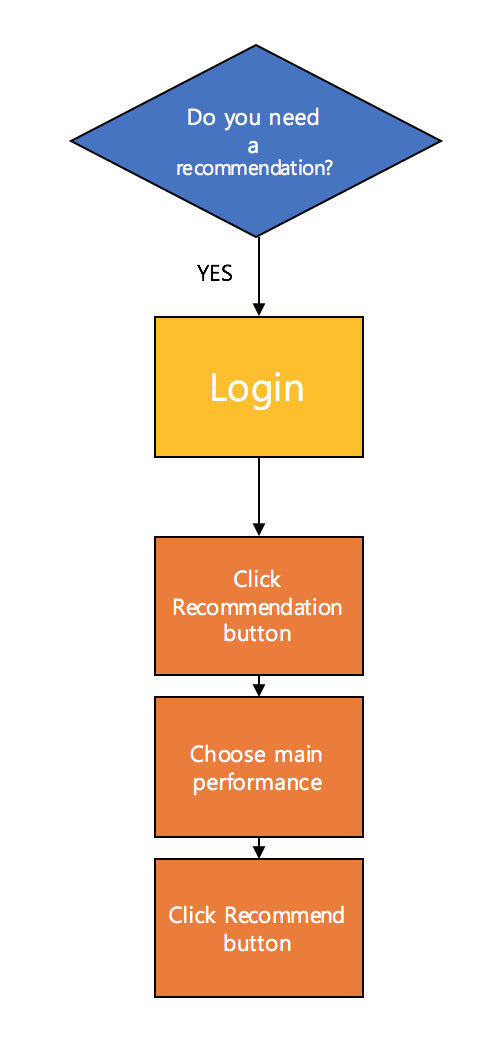 Do you need
a
recommendation?
YES
Login
Click
Recommendation
button
Choose main
performance
Click Recommend
button